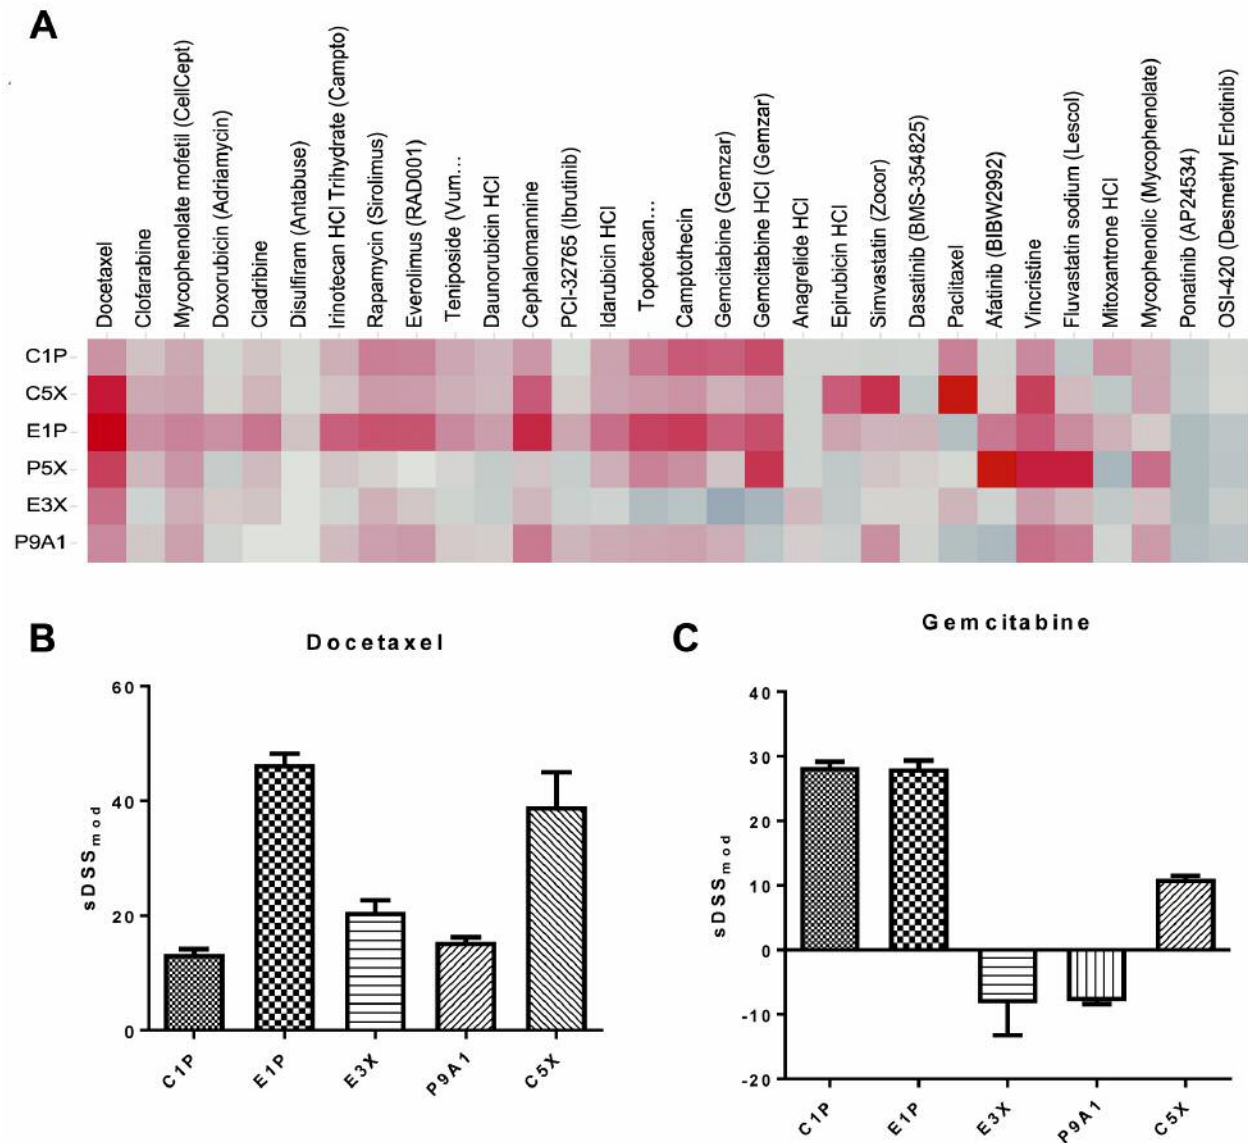 A
Docetaxel
Clofarabine
Mycophenolate mofetil (CellCept)
Doxorubicin (Adriamycin)
Cladribine
Disulfiram (Antabuse)
Irinotecan HCl Trihydrate (Campto)
Rapamycin (Sirolimus)
Everolimus (RAD001)
Teniposide (Vum...
Daunorubicin HCl
Cephalomannine
PCI-32765 (Ibrutinib)
Idarubicin HCl
Topotecan...
Camptothecin
Gemcitabine (Gemzar)
Gemcitabine HCl (Gemzar)
Anagrelide HCl
Epirubicin HCl
Simvastatin (Zocor)
Dasatinib (BMS-354825)
Paclitaxel
Afatinib (BIBW2992)
Vincristine
Fluvastatin sodium (Lescol)
Mitoxantrone HCl
Mycophenolic (Mycophenolate)
Ponatinib (AP24534)
OSI-420 (Desmethyl Erlotinib)
C1P
C5X
E1P
P5X
E3X
P9A1
B
Docetaxel
60
40
20
0
sDSSmod
C1P
E1P
E3X
P9A1
C5X
C
Gemcitabine
40
30
20
10
0
-10
-20
sDSSmod
C1P
E1P
E3X
P9A1
C5X